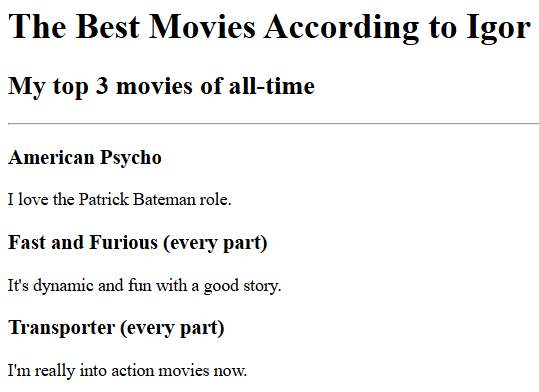 The Best Movies According to Igor
My top 3 movies of all-time
American Psycho
I love the Patrick Bateman role.
Fast and Furious (every part)
It's dynamic and fun with a good story.
Transporter (every part)
I'm really into action movies now.